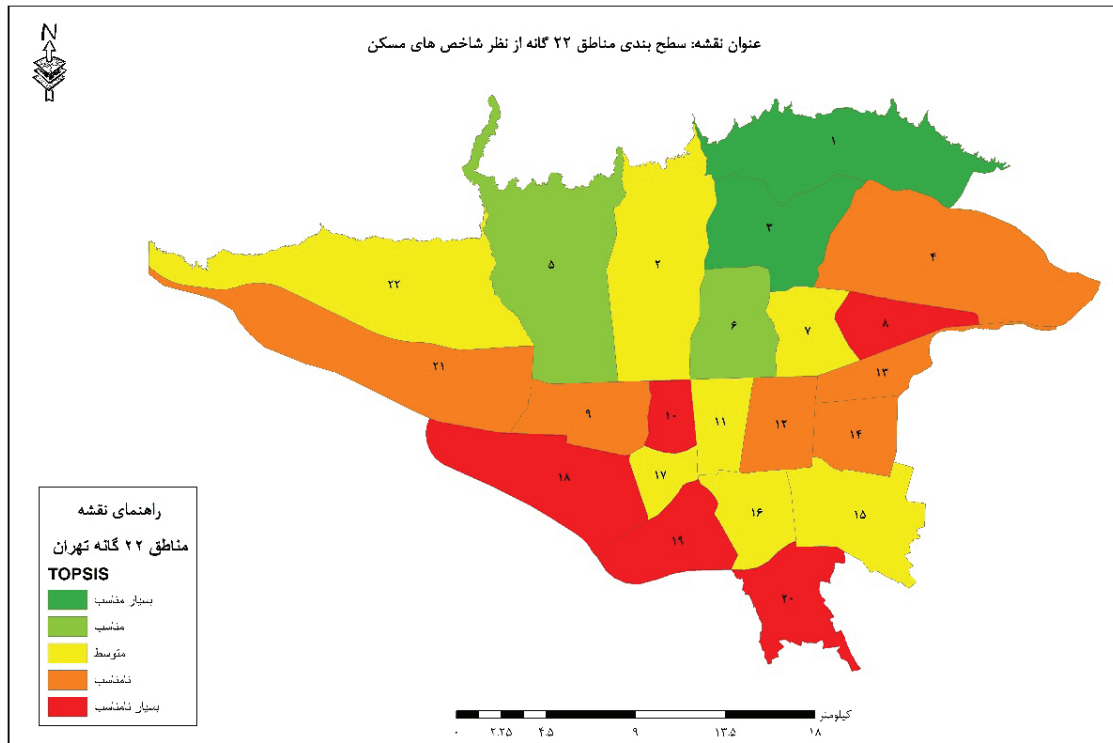 N
عنوان نقشه: سطح بندی مناطق ۲۲ گانه از نظر شاخص های مسکن
۱
۳
۴
۵
۲
۲۲
۶
۷
۸
۲۱
۱۳
۹
۱۰
۱۱
۱۲
۱۴
۱۸
۱۷
۱۶
۱۵
۱۹
۲۰
راهنمای نقشه
مناطق ۲۲ گانه تهران
TOPSIS
بسیار مناسب
مناسب
متوسط
نامناسب
بسیار نامناسب
کیلومتر
۰ ۲.۲۵ ۴.۵ ۹ ۱۳.۵ ۱۸